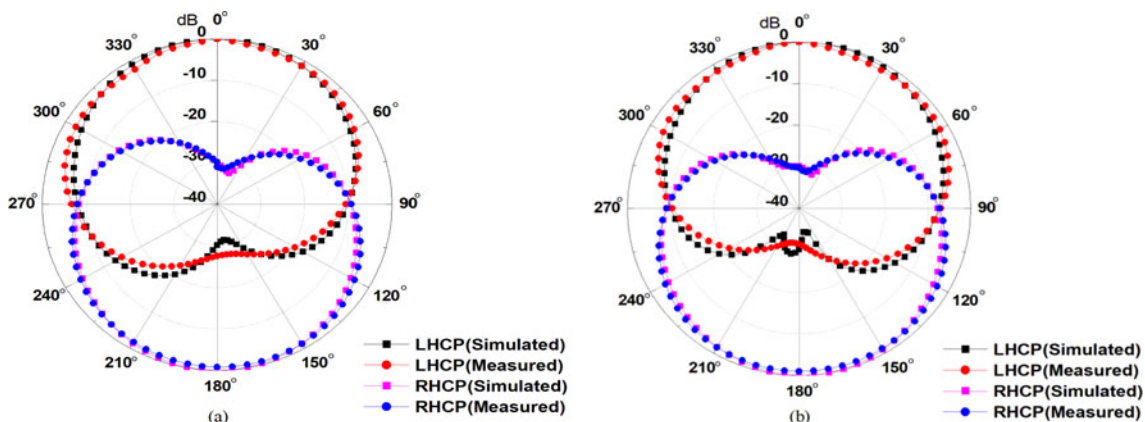 dB 0°
0
330° 30°
-10
300° 60°
-20
-30
270° -40 90°
240° 120°
210° 150°
180°
LHCP(Simulated)
LHCP(Measured)
RHCP(Simulated)
RHCP(Measured)
(a)
dB 0°
0
330° 30°
-10
300° 60°
-20
-30
270° -40 90°
240° 120°
210° 150°
180°
LHCP(Simulated)
LHCP(Measured)
RHCP(Simulated)
RHCP(Measured)
(b)